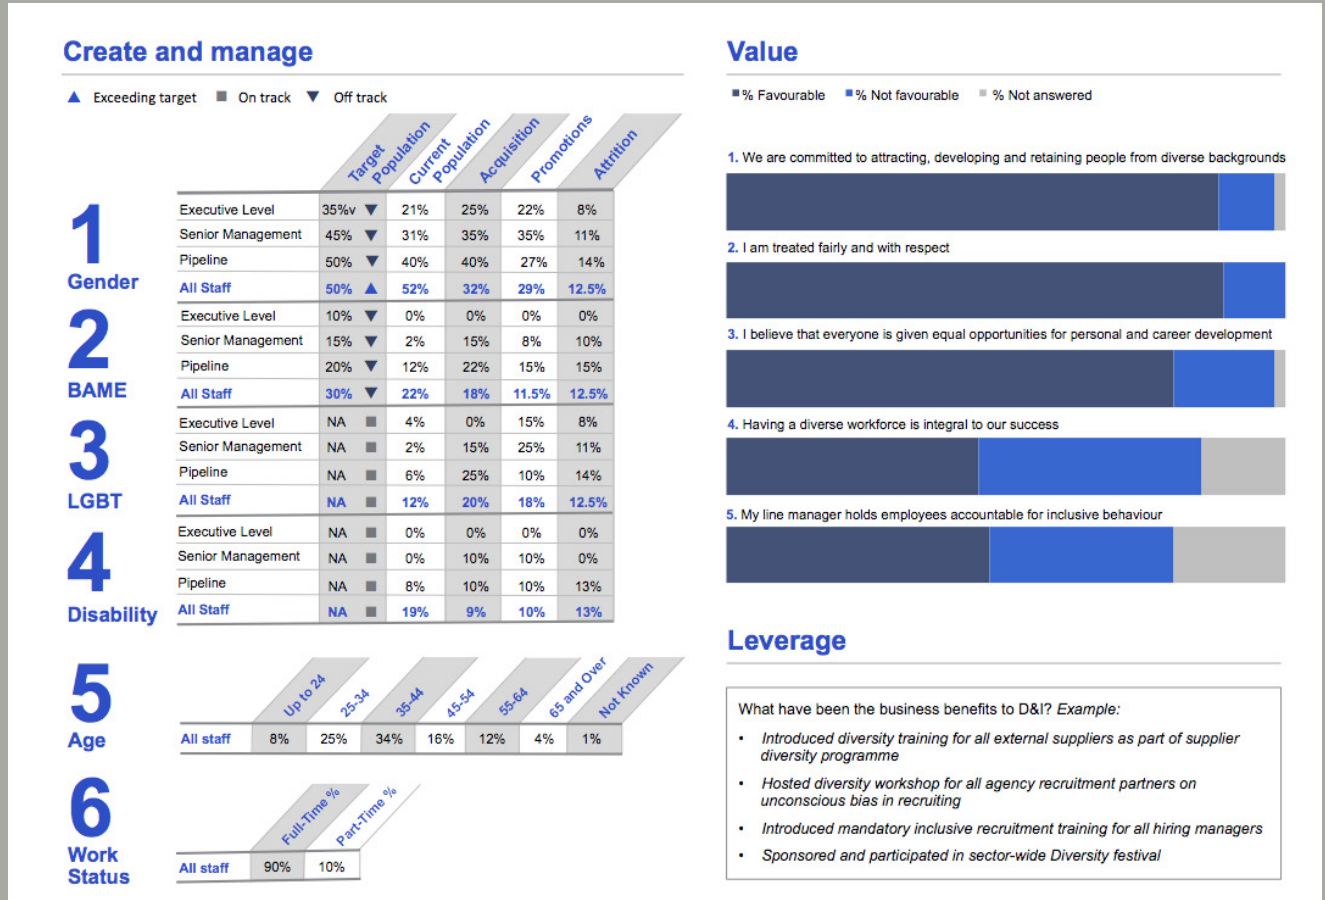 Create and manage
Exceeding target On track Off track
Target Population Current Population Acquisition Promotions Attrition
1
Gender
Executive Level 35%v 21% 25% 22% 8%
Senior Management 45% 31% 35% 35% 11%
Pipeline 50% 40% 40% 27% 14%
All Staff 50% 52% 32% 29% 12.5%
2
BAME
Executive Level 10% 0% 0% 0% 0%
Senior Management 15% 2% 15% 8% 10%
Pipeline 20% 12% 22% 15% 15%
All Staff 30% 22% 18% 11.5% 12.5%
3
LGBT
Executive Level NA 4% 0% 15% 8%
Senior Management NA 2% 15% 25% 11%
Pipeline NA 6% 25% 10% 14%
All Staff NA 12% 20% 18% 12.5%
4
Disability
Executive Level NA 0% 0% 0% 0%
Senior Management NA 0% 10% 10% 0%
Pipeline NA 8% 10% 10% 13%
All Staff NA 19% 9% 10% 13%
5
Age
Up to 24 25-34 35-44 45-54 55-64 65 and Over Not Known
All staff 8% 25% 34% 16% 12% 4% 1%
6
Work
Status
Full-Time % Part-Time %
All staff 90% 10%
Value
% Favourable % Not favourable % Not answered
1. We are committed to attracting, developing and retaining people from diverse backgrounds
2. I am treated fairly and with respect
3. I believe that everyone is given equal opportunities for personal and career development
4. Having a diverse workforce is integral to our success
5. My line manager holds employees accountable for inclusive behaviour
Leverage
What have been the business benefits to D&I? Example:
• Introduced diversity training for all external suppliers as part of supplier
diversity programme
• Hosted diversity workshop for all agency recruitment partners on
unconscious bias in recruiting
• Introduced mandatory inclusive recruitment training for all hiring managers
• Sponsored and participated in sector-wide Diversity festival